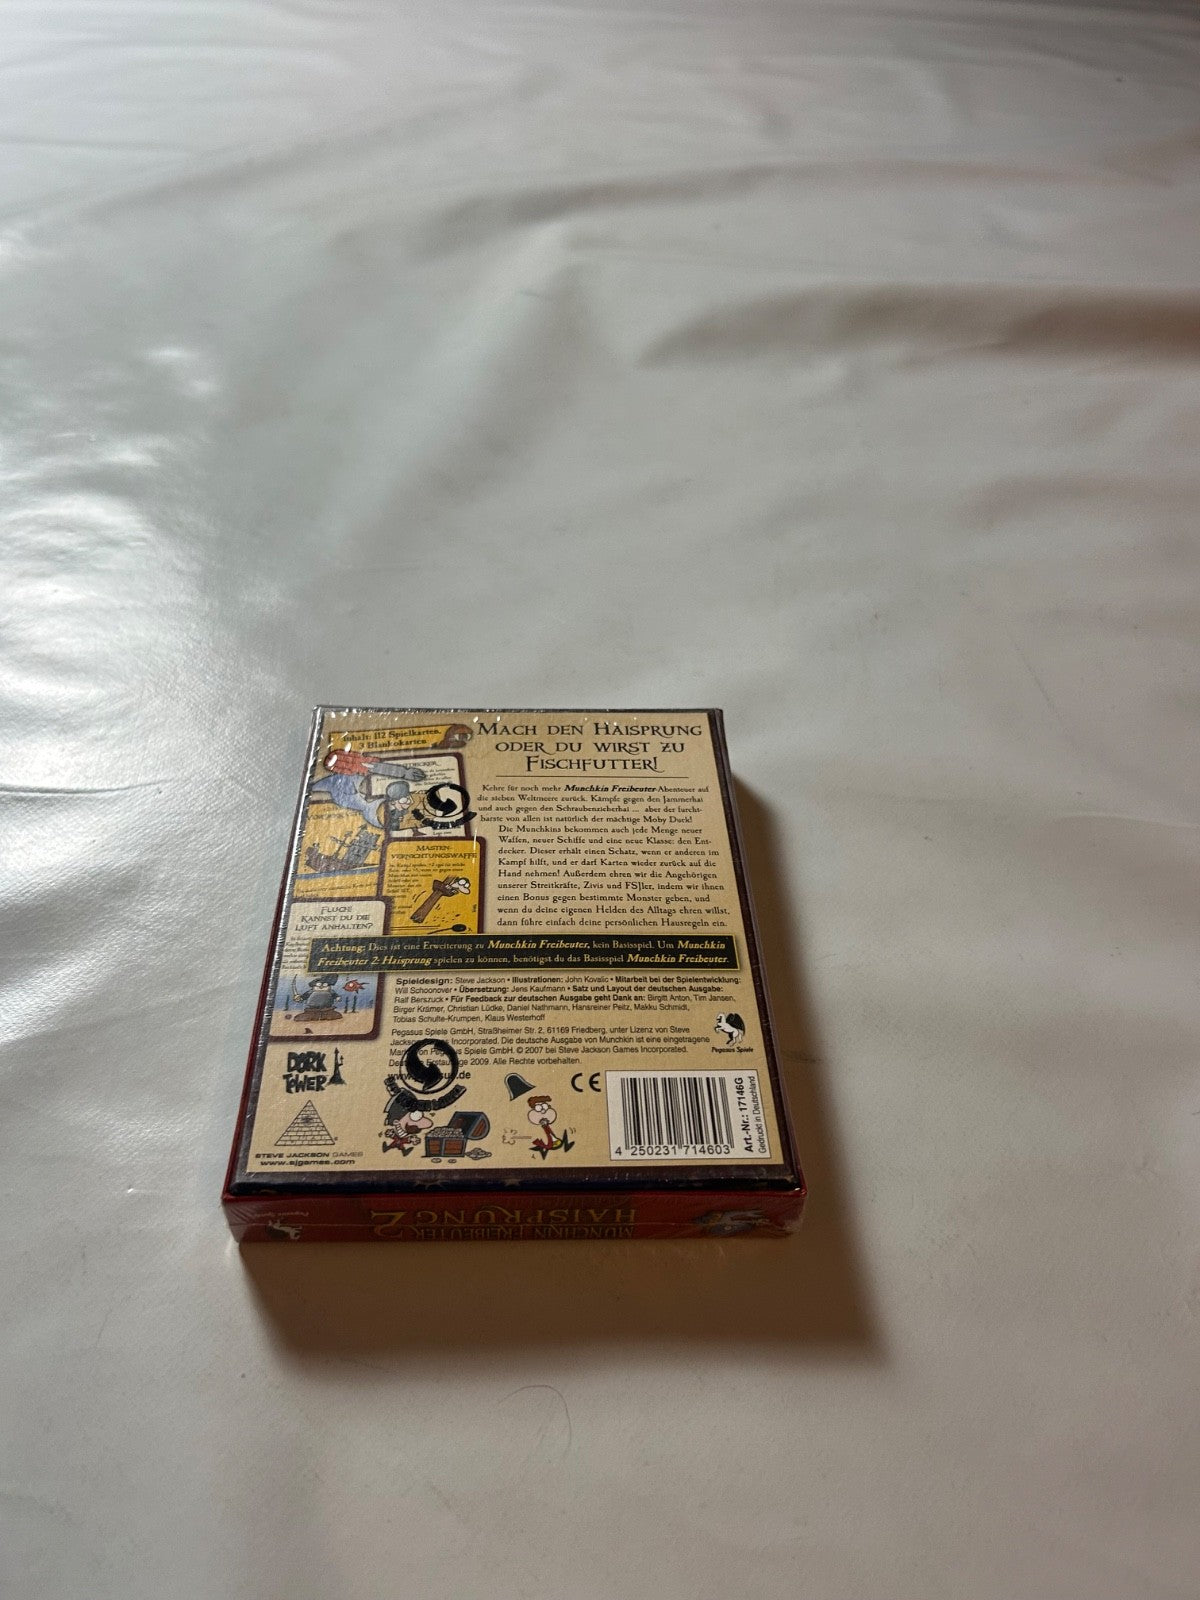 Inhalt: 112 Spielkarten,
3 Blankokarten
MASTEN-
VERNICHTUNGSWAFFE
FLUCH!
KANNST DU DIE
LUFT ANHALTEN?
MACH DEN HAISPRUNG
ODER DU WIRST ZU
FISCHFUTTER!
Kehre für noch mehr Munchkin Freibeuter-Abenteuer auf
die sieben Weltmeere zurück. Kämpfe gegen den Jammerhai
und auch gegen den Schraubenzieherhai ... aber der furcht-
barste von allen ist natürlich der mächtige Moby Duck!
Die Munchkins bekommen auch jede Menge neuer
Waffen, neuer Schiffe und eine neue Klasse: den Ent-
decker. Dieser erhält einen Schatz, wenn er anderen im
Kampf hilft, und er darf Karten wieder zurück auf die
Hand nehmen! Außerdem ehren wir die Angehörigen
unserer Streitkräfte, Zivis und FSJler, indem wir ihnen
einen Bonus gegen bestimmte Monster geben, und
wenn du deine eigenen Helden des Alltags ehren willst,
dann führe einfach deine persönlichen Hausregeln ein.
Achtung: Dies ist eine Erweiterung zu Munchkin Freibeuter, kein Basisspiel. Um Munchkin
Freibeuter 2: Haisprung spielen zu können, benötigst du das Basisspiel Munchkin Freibeuter.
Spieldesign: Steve Jackson • Illustrationen: John Kovalic • Mitarbeit bei der Spielentwicklung:
Will Schoonover • Übersetzung: Jens Kaufmann • Satz und Layout der deutschen Ausgabe:
Ralf Berszuck • Für Feedback zur deutschen Ausgabe geht Dank an: Birgitt Anton, Tim Jansen,
Birger Krämer, Christian Lüdke, Daniel Nathmann, Hansreiner Peitz, Makku Schmidt,
Tobias Schulte-Krumpen, Klaus Westerhoff
Pegasus Spiele GmbH, Straßheimer Str. 2, 61169 Friedberg, unter Lizenz von Steve
Jackson Games Incorporated. Die deutsche Ausgabe von Munchkin ist eine eingetragene
Marke von Pegasus Spiele GmbH. © 2007 bei Steve Jackson Games Incorporated.
Deutsche Erstauflage 2009. Alle Rechte vorbehalten.
Pegasus Spiele
DORK
TOWER
STEVE JACKSON GAMES
www.sjgames.com
CE
4 250231 714603
Art.-Nr.: 17146G
Gedruckt in Deutschland
MUNCHKIN FREIBEUTER
HAISPRUNG 2
Pegasus Spiele